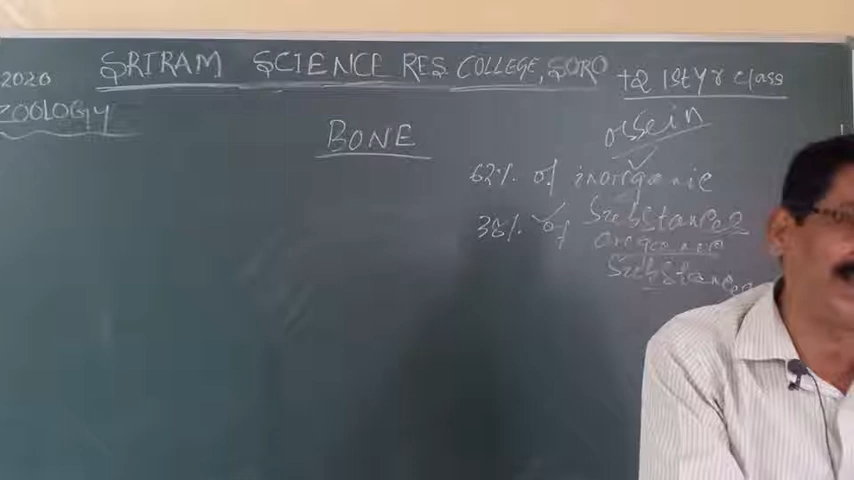 2020
SRIRAM SCIENCE RES. COLLEGE, SORO
+2 1st yr class
ZOOLOGY
BONE
ossein
62% of inorganic
substances
38% of organic
substances